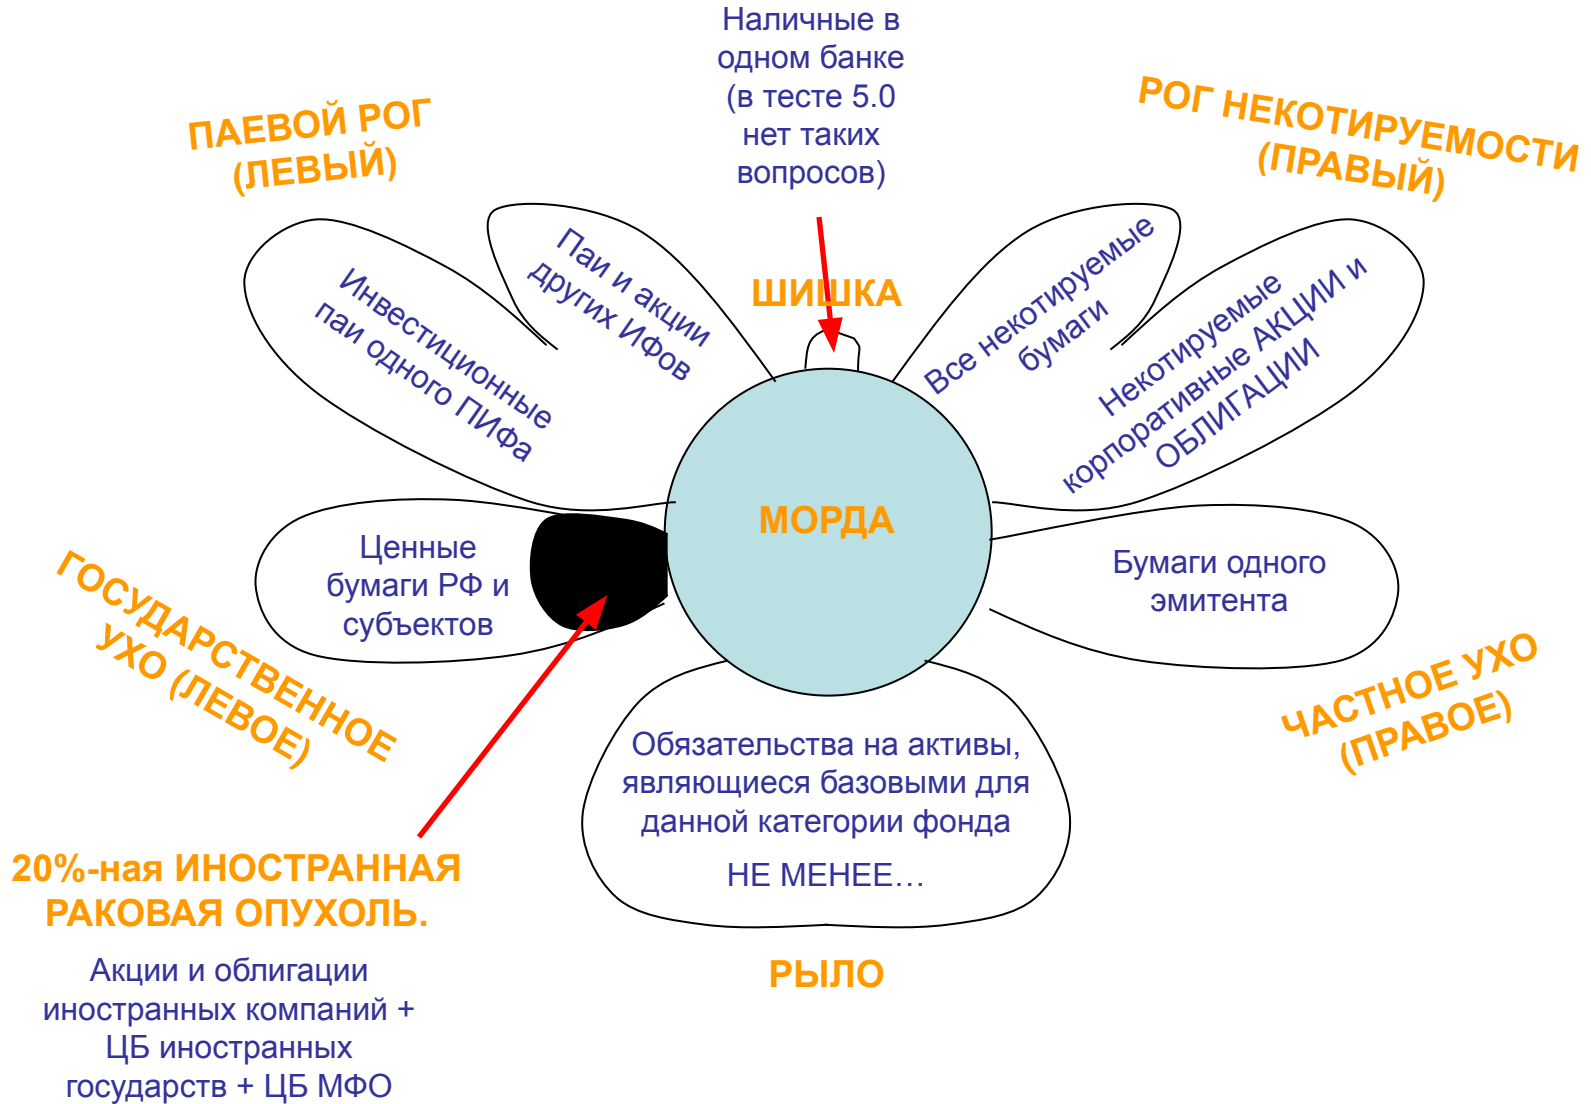 Наличные в
одном банке
(в тесте 5.0
нет таких
вопросов)
ПАЕВОЙ РОГ
(ЛЕВЫЙ)
РОГ НЕКОТИРУЕМОСТИ
(ПРАВЫЙ)
Инвестиционные
паи одного ПИФа
Паи и акции
других ИФов
ШИШКА
Все некотируемые
бумаги
Некотируемые
корпоративные АКЦИИ и
ОБЛИГАЦИИ
МОРДА
Ценные
бумаги РФ и
субъектов
Бумаги одного
эмитента
ГОСУДАРСТВЕННОЕ
УХО (ЛЕВОЕ)
ЧАСТНОЕ УХО
(ПРАВОЕ)
Обязательства на активы,
являющиеся базовыми для
данной категории фонда
НЕ МЕНЕЕ…
РЫЛО
20%-ная ИНОСТРАННАЯ
РАКОВАЯ ОПУХОЛЬ.
Акции и облигации
иностранных компаний +
ЦБ иностранных
государств + ЦБ МФО